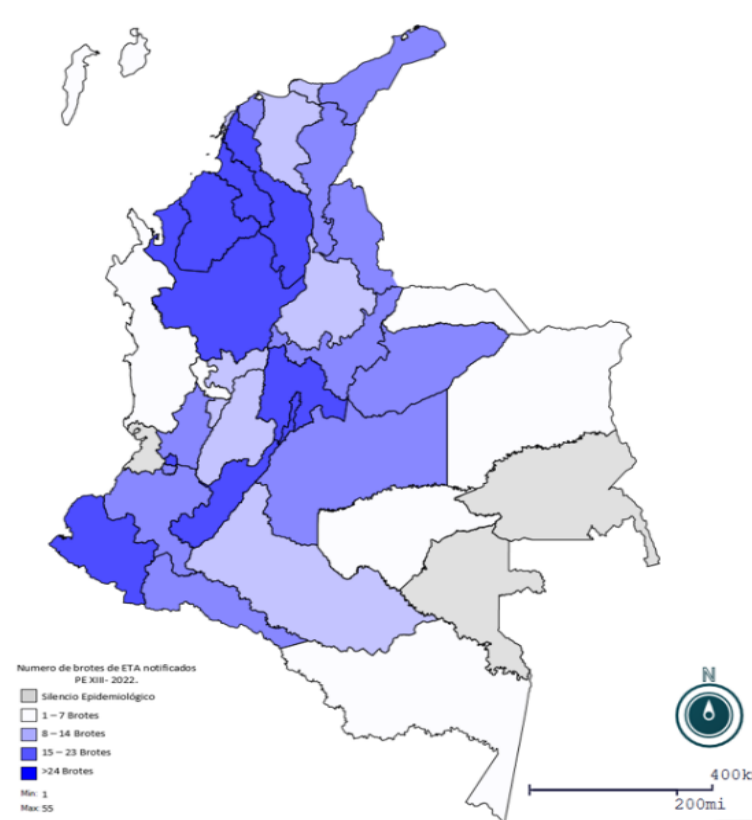 Numero de brotes de ETA notificados
PE XIII- 2022.
Silencio Epidemiológico
1 – 7 Brotes
8 – 14 Brotes
15 – 23 Brotes
>24 Brotes
Min: 1
Max: 55
N
400k
200mi